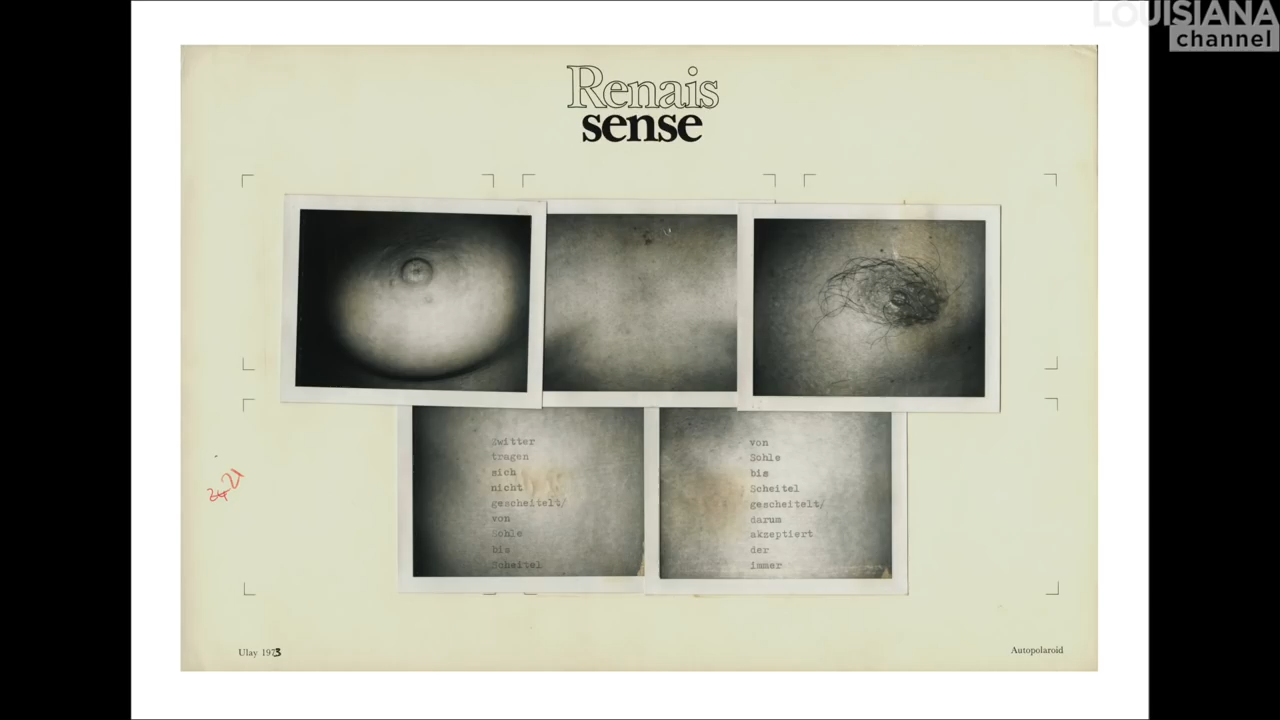 LOUISIANA
channel
Renais
sense
Zwitter
tragen
sich
nicht
gescheitelt/
von
Sohle
bis
Scheitel
von
Sohle
bis
Scheitel
gescheitelt/
darum
akzeptiert
der
immer
Ulay 1973
Autopolaroid